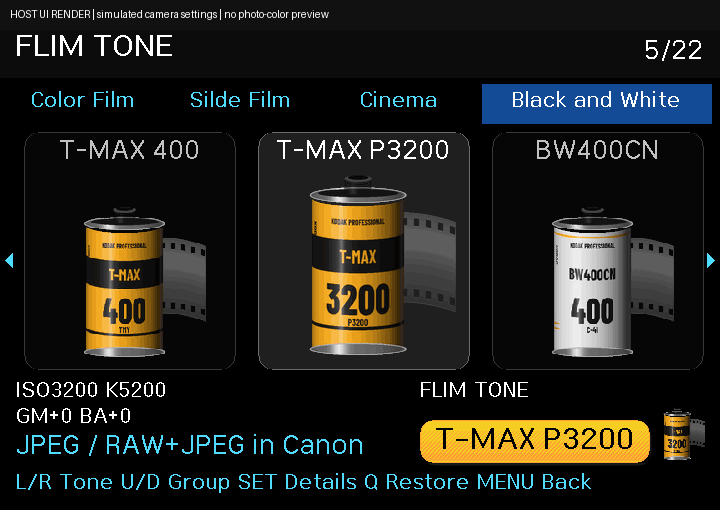 HOST UI RENDER | simulated camera settings | no photo-color preview
FLIM TONE
5/22
Color Film
Silde Film
Cinema
Black and White
T-MAX 400
T-MAX P3200
BW400CN
KODAK PROFESSIONAL
T-MAX
400
TMY
KODAK PROFESSIONAL
T-MAX
3200
P3200
KODAK PROFESSIONAL
BW400CN
400
C-41
ISO3200 K5200
GM+0 BA+0
JPEG / RAW+JPEG in Canon
FLIM TONE
T-MAX P3200
T-MAX
3200
L/R Tone U/D Group SET Details Q Restore MENU Back